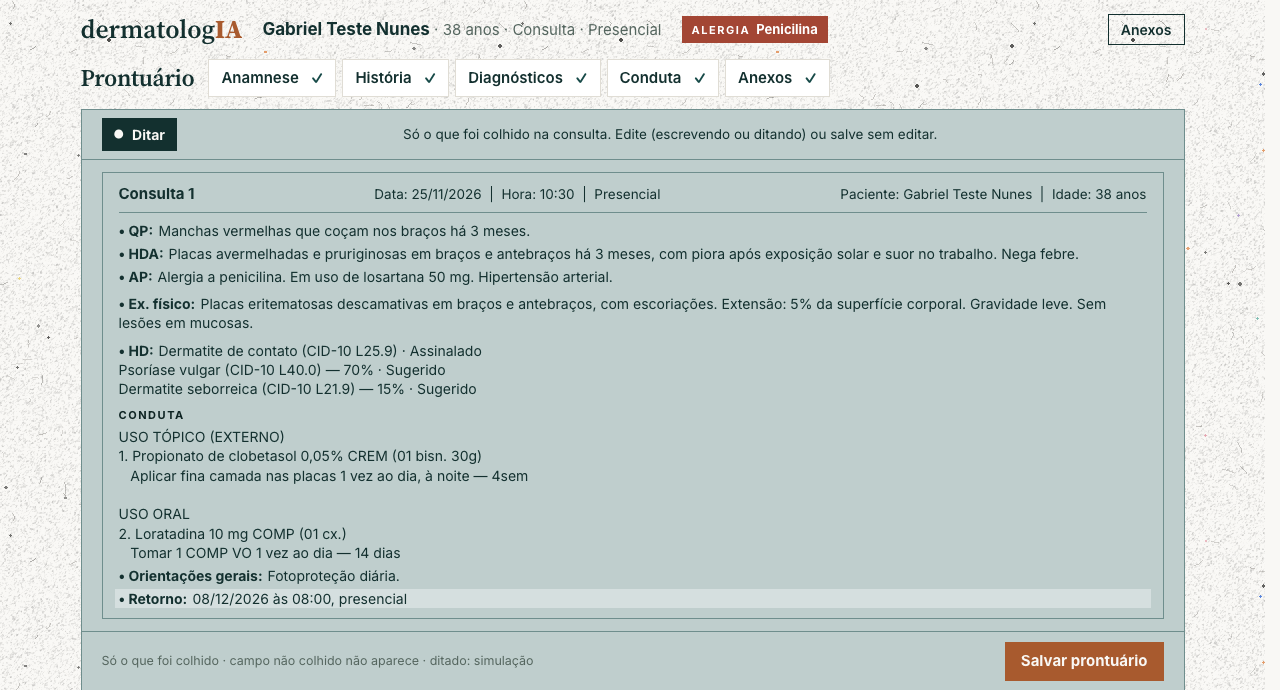 dermatologIA
Gabriel Teste Nunes · 38 anos · Consulta · Presencial
ALERGIA Penicilina
Anexos
Prontuário
Anamnese ✓
História ✓
Diagnósticos ✓
Conduta ✓
Anexos ✓
Ditar
Só o que foi colhido na consulta. Edite (escrevendo ou ditando) ou salve sem editar.
Consulta 1
Data: 25/11/2026 | Hora: 10:30 | Presencial
Paciente: Gabriel Teste Nunes | Idade: 38 anos
• QP: Manchas vermelhas que coçam nos braços há 3 meses.
• HDA: Placas avermelhadas e pruriginosas em braços e antebraços há 3 meses, com piora após exposição solar e suor no trabalho. Nega febre.
• AP: Alergia a penicilina. Em uso de losartana 50 mg. Hipertensão arterial.
• Ex. físico: Placas eritematosas descamativas em braços e antebraços, com escoriações. Extensão: 5% da superfície corporal. Gravidade leve. Sem
lesões em mucosas.
• HD: Dermatite de contato (CID-10 L25.9) · Assinalado
Psoríase vulgar (CID-10 L40.0) — 70% · Sugerido
Dermatite seborreica (CID-10 L21.9) — 15% · Sugerido
CONDUTA
USO TÓPICO (EXTERNO)
1. Propionato de clobetasol 0,05% CREM (01 bisn. 30g)
Aplicar fina camada nas placas 1 vez ao dia, à noite — 4sem
USO ORAL
2. Loratadina 10 mg COMP (01 cx.)
Tomar 1 COMP VO 1 vez ao dia — 14 dias
• Orientações gerais: Fotoproteção diária.
• Retorno: 08/12/2026 às 08:00, presencial
Só o que foi colhido · campo não colhido não aparece · ditado: simulação
Salvar prontuário